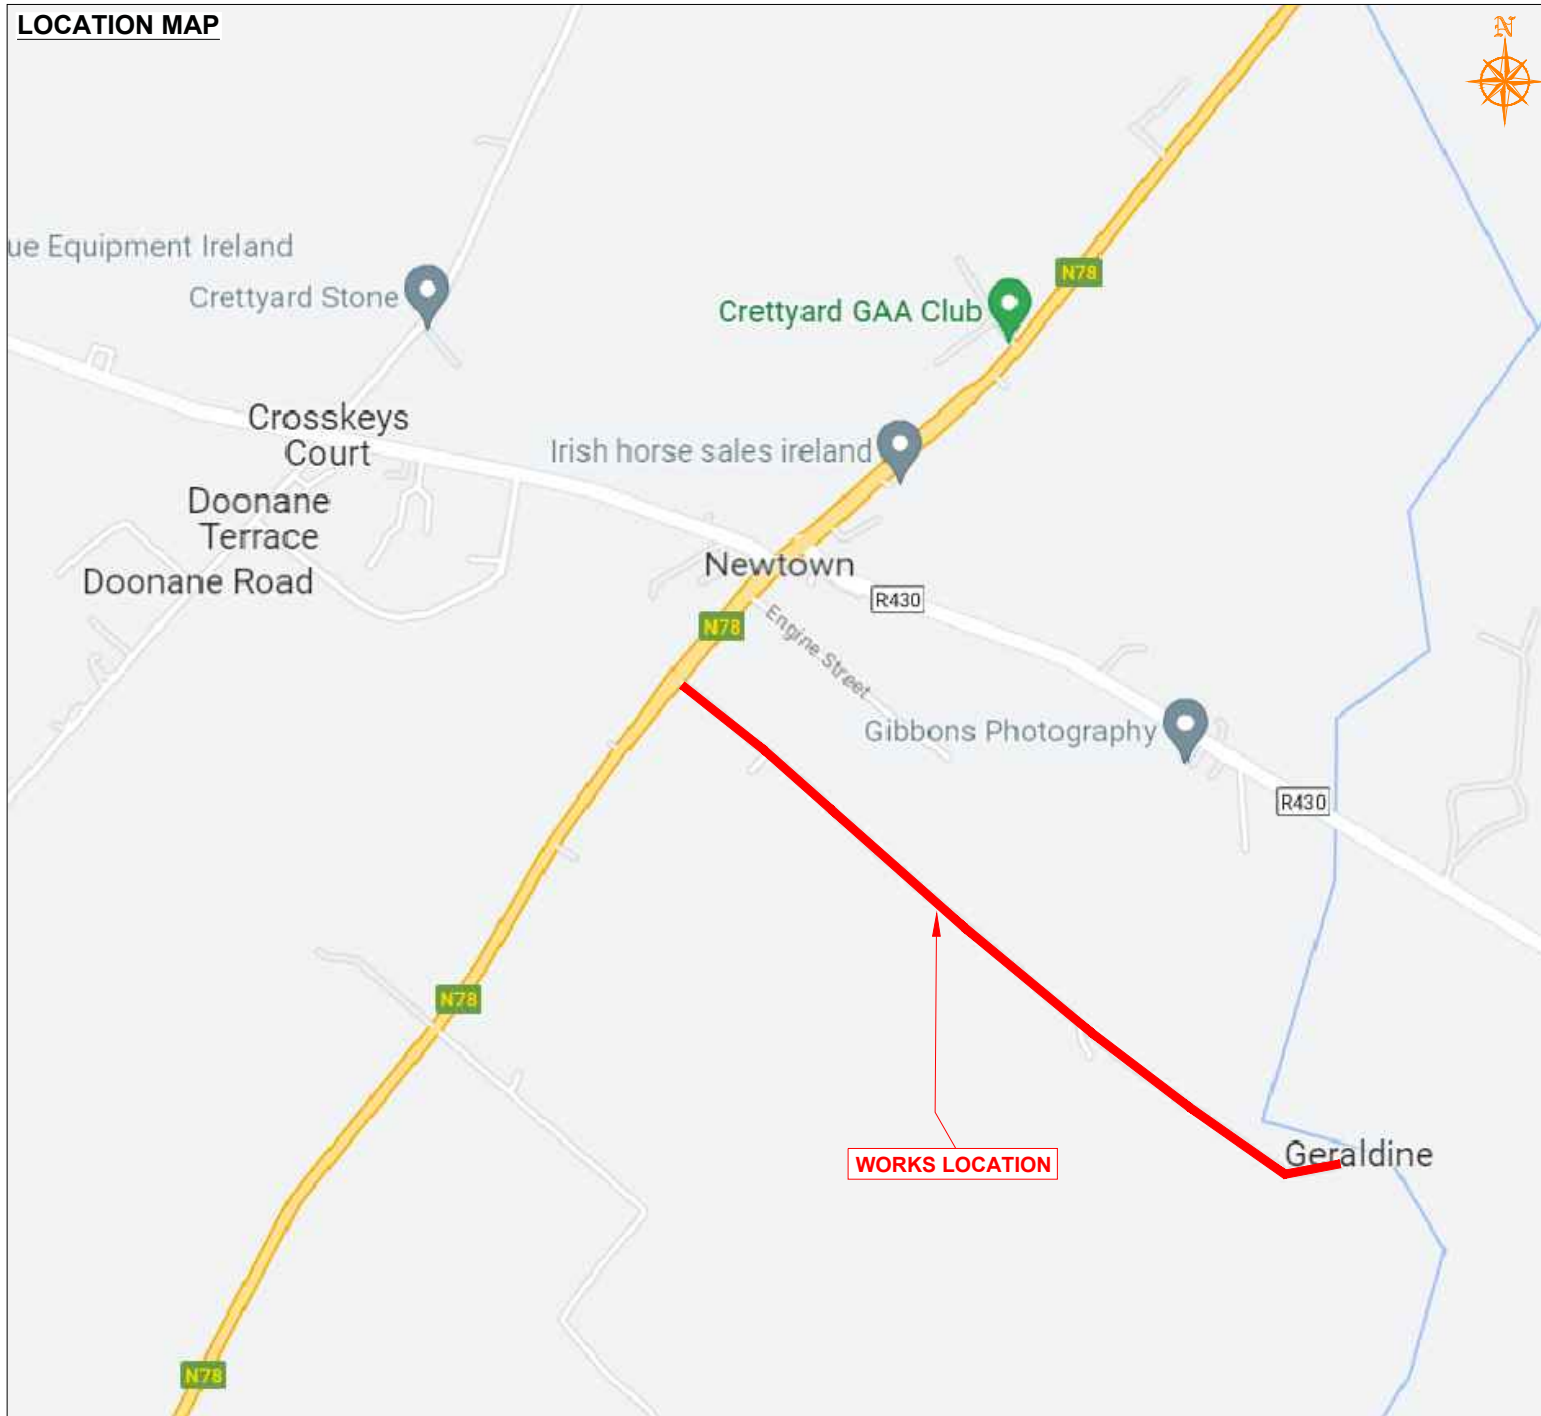 LOCATION MAP
N
ue Equipment Ireland
Crettyard Stone
N78
Crettyard GAA Club
Crosskeys
Court
Irish horse sales ireland
Doonane
Terrace
Doonane Road
Newtown
R430
N78
Engine Street
Gibbons Photography
R430
N78
WORKS LOCATION
Geraldine
N78